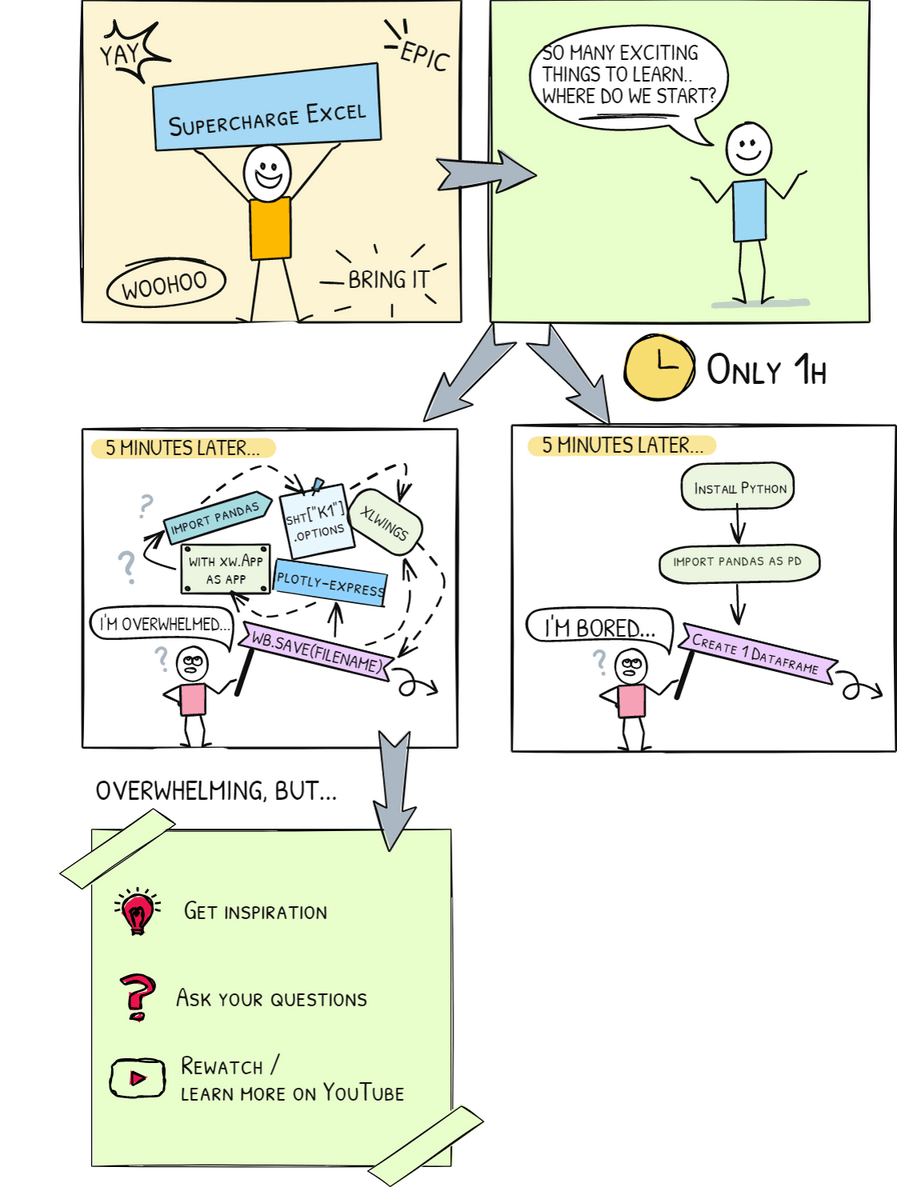 YAY
EPIC
SUPERCHARGE EXCEL
WOOHOO
BRING IT
SO MANY EXCITING
THINGS TO LEARN..
WHERE DO WE START?
ONLY 1H
5 MINUTES LATER...
IMPORT PANDAS
SHT["K1"]
.OPTIONS
XLWINGS
WITH XW.APP
AS APP
PLOTLY-EXPRESS
I'M OVERWHELMED...
WB.SAVE(FILENAME)
?
?
?
5 MINUTES LATER...
INSTALL PYTHON
IMPORT PANDAS AS PD
I'M BORED...
CREATE 1 DATAFRAME
?
OVERWHELMING, BUT...
GET INSPIRATION
?
ASK YOUR QUESTIONS
REWATCH /
LEARN MORE ON YOUTUBE